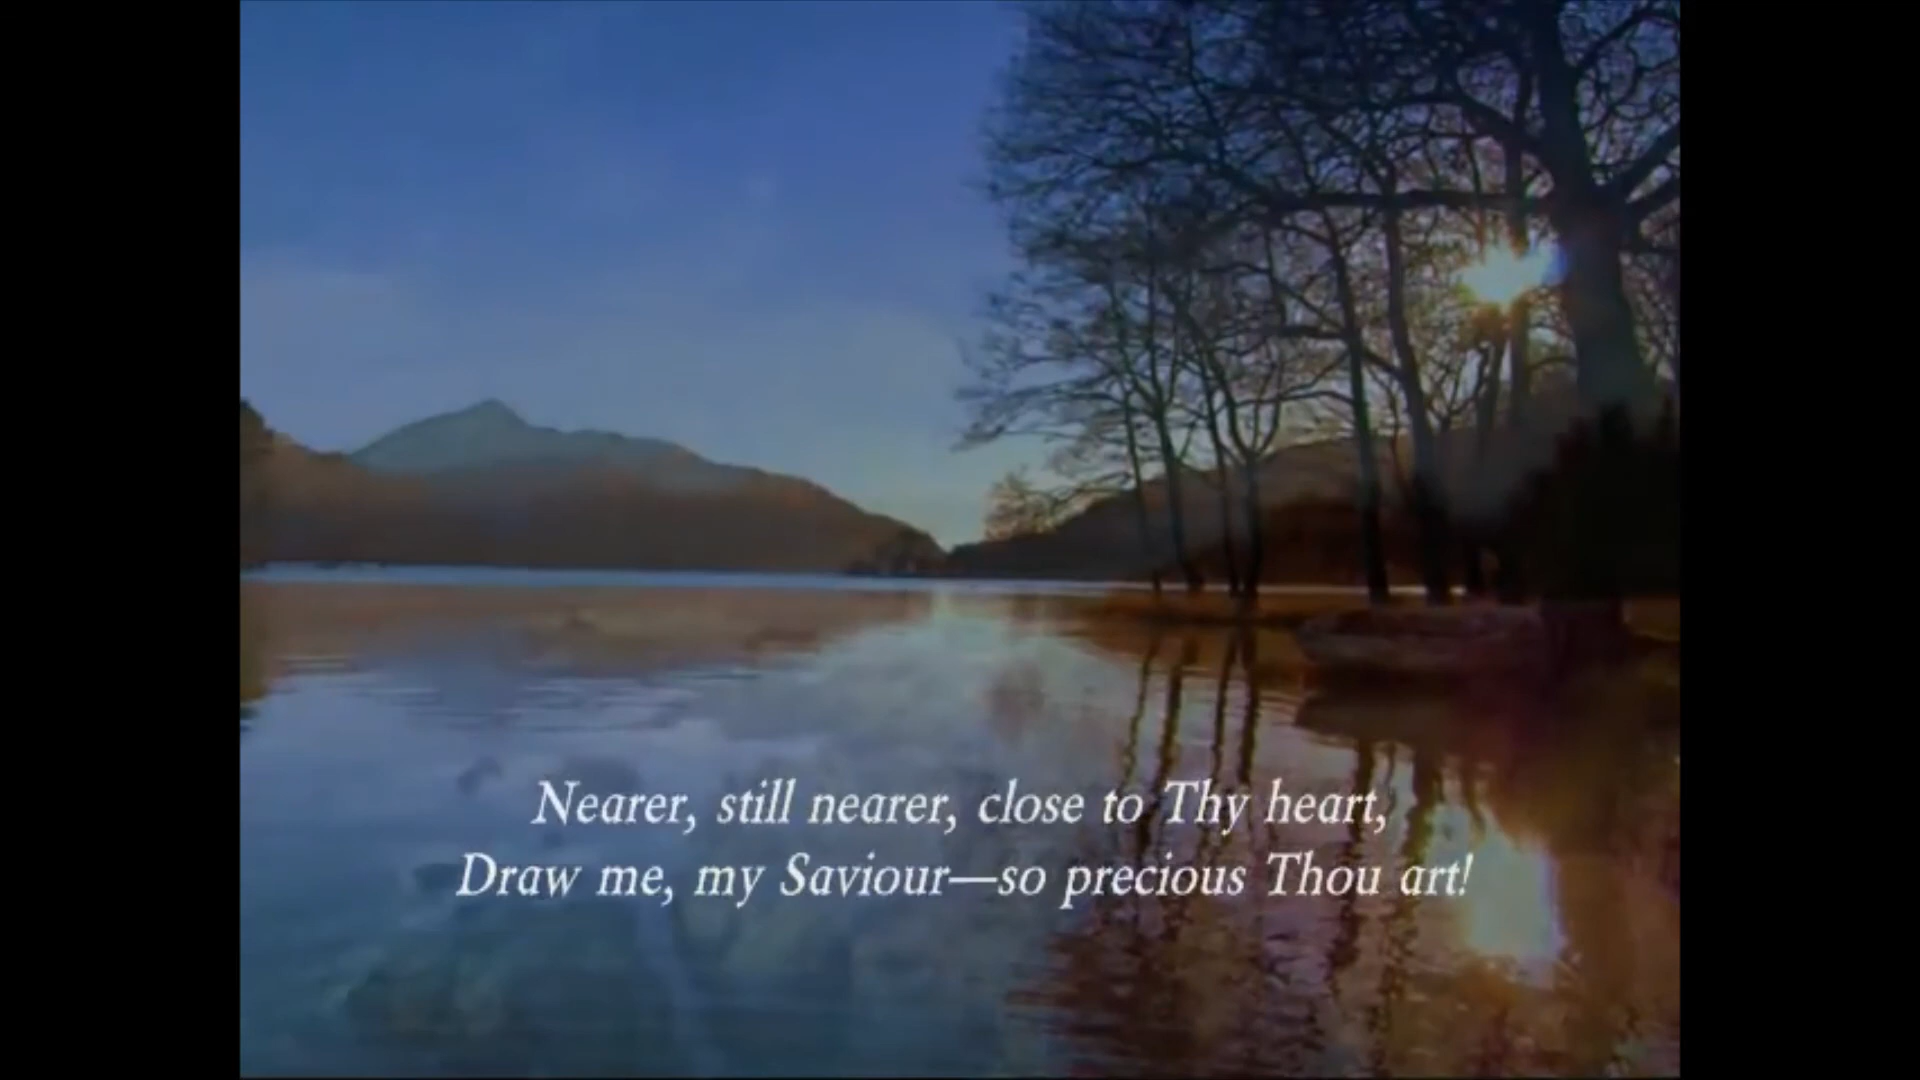 Nearer, still nearer, close to Thy heart,
Draw me, my Saviour—so precious Thou art!